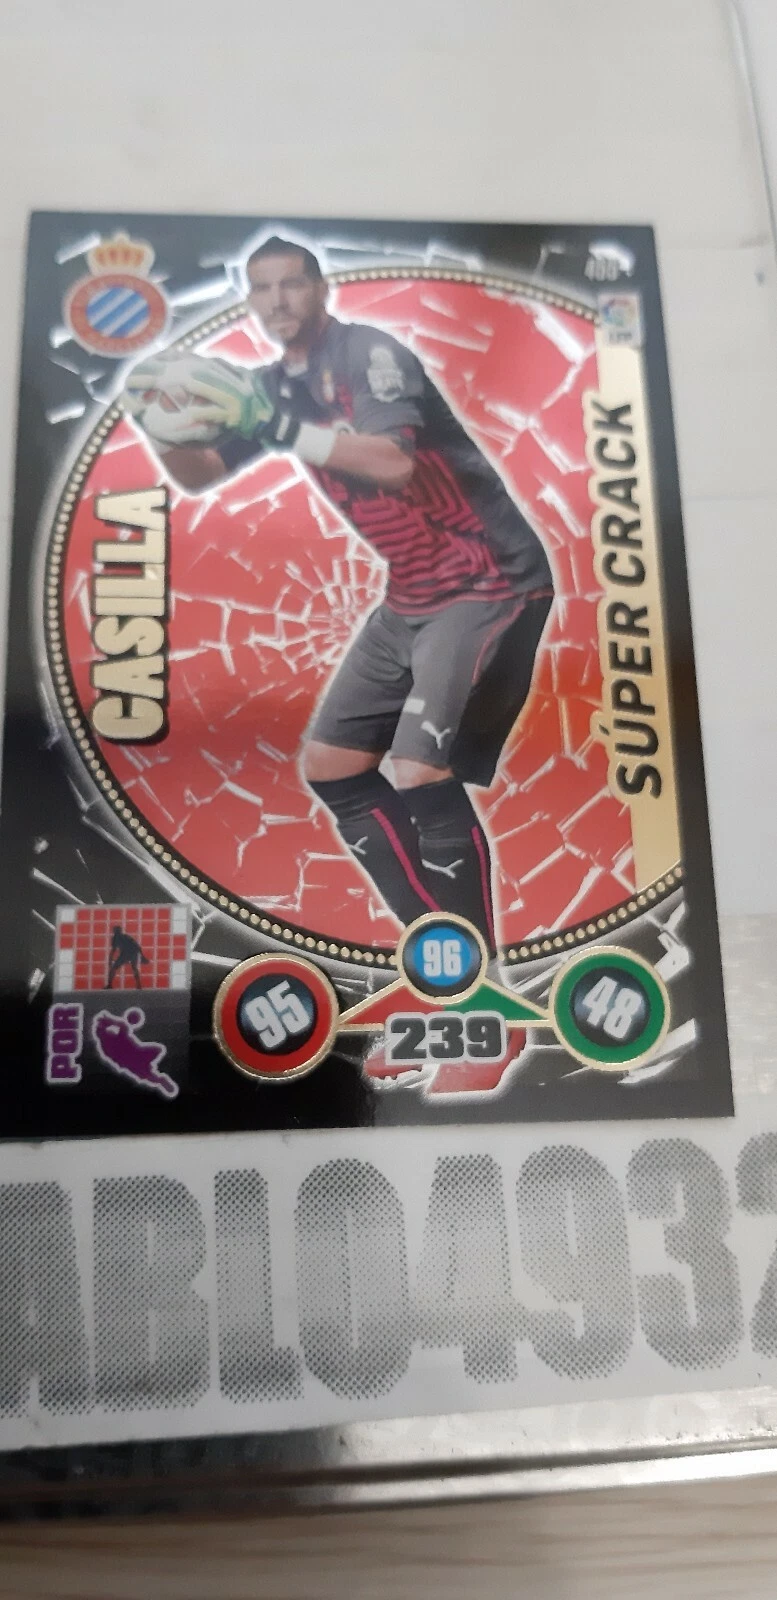 CASILLA
SÚPER CRACK
POR
95
96
239
48
ABLO4932